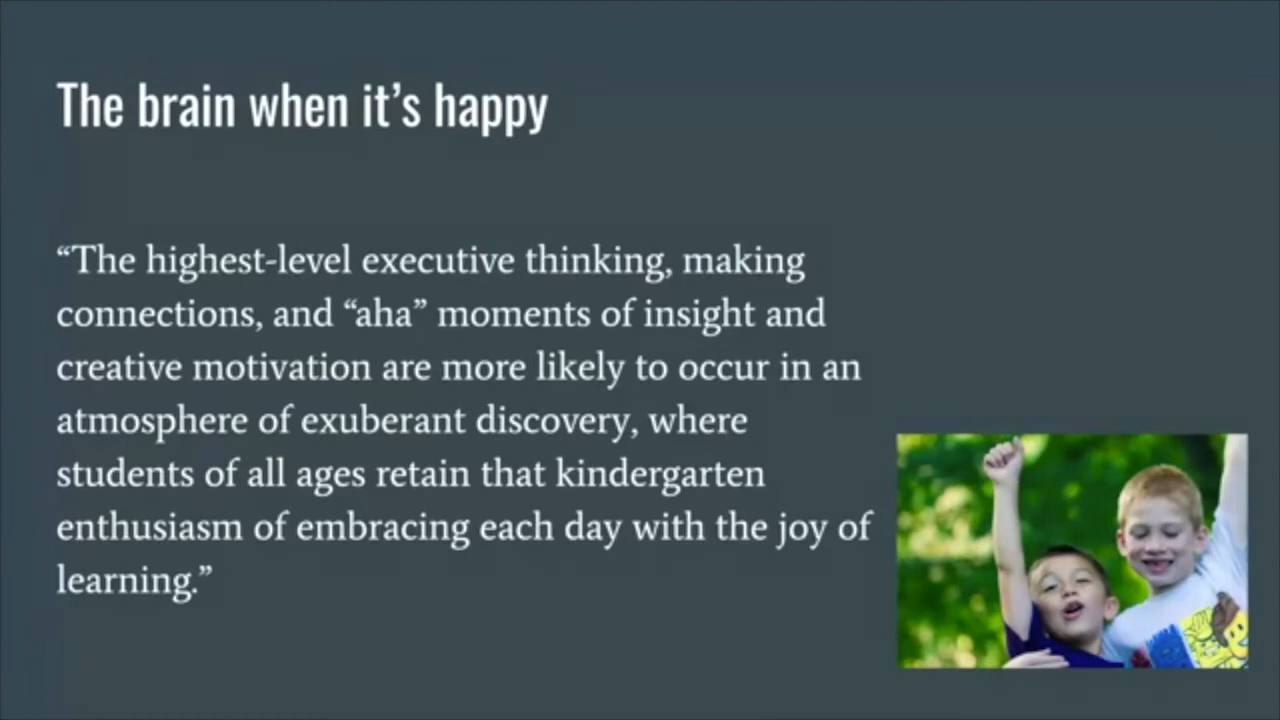 The brain when it’s happy
“The highest-level executive thinking, making
connections, and “aha” moments of insight and
creative motivation are more likely to occur in an
atmosphere of exuberant discovery, where
students of all ages retain that kindergarten
enthusiasm of embracing each day with the joy of
learning.”